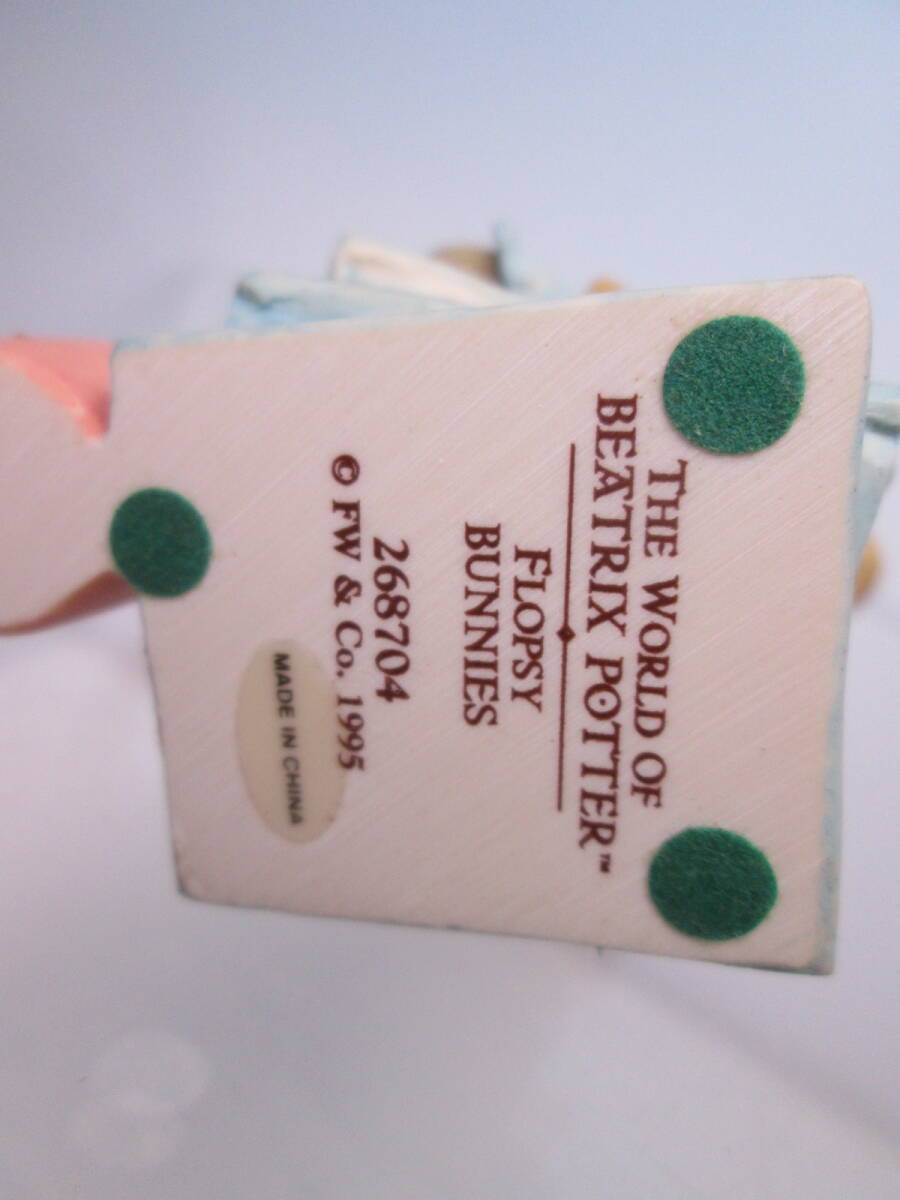 THE WORLD OF
BEATRIX POTTER™
FLOPSY
BUNNIES
268704
© FW & Co. 1995
MADE IN CHINA